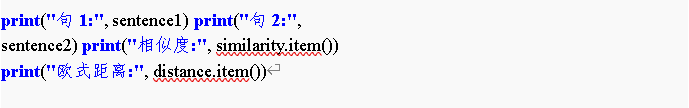 print("句 1:", sentence1) print("句 2:",
sentence2) print("相似度:", similarity.item())
print("欧式距离:", distance.item())↵